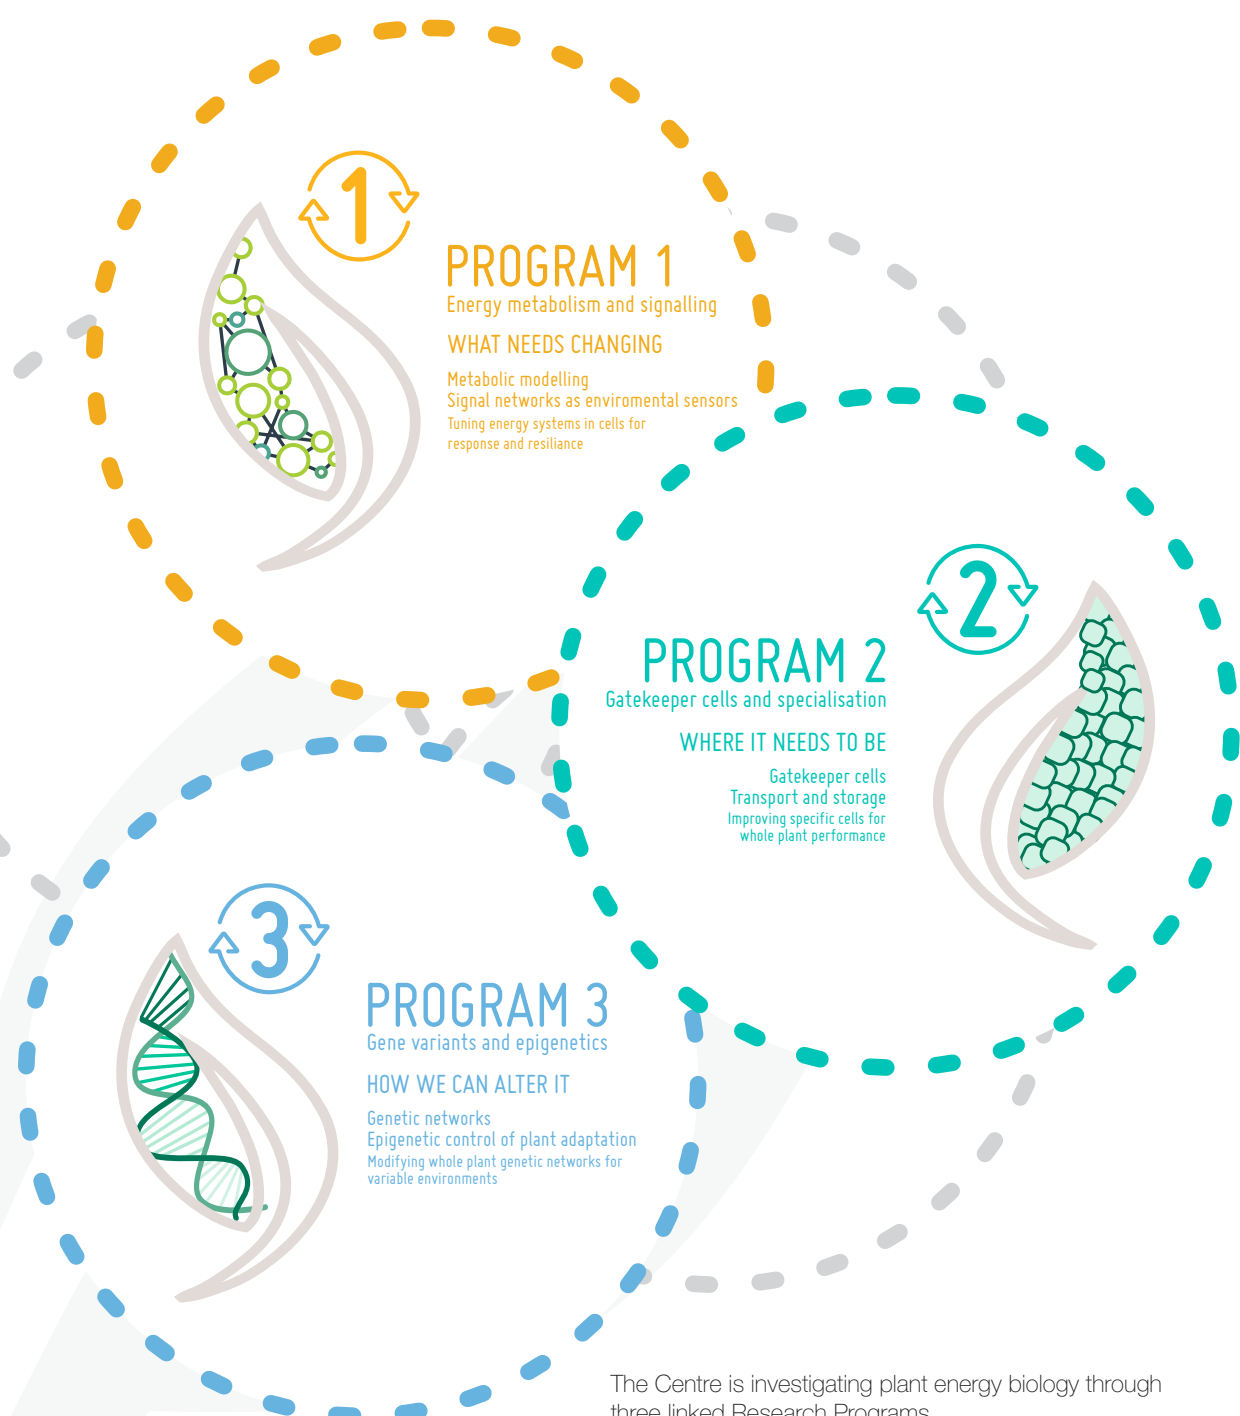 1
PROGRAM 1
Energy metabolism and signalling
WHAT NEEDS CHANGING
Metabolic modelling
Signal networks as enviromental sensors
Tuning energy systems in cells for
response and resiliance
2
PROGRAM 2
Gatekeeper cells and specialisation
WHERE IT NEEDS TO BE
Gatekeeper cells
Transport and storage
Improving specific cells for
whole plant performance
3
PROGRAM 3
Gene variants and epigenetics
HOW WE CAN ALTER IT
Genetic networks
Epigenetic control of plant adaptation
Modifying whole plant genetic networks for
variable environments
The Centre is investigating plant energy biology through
three linked Research Programs